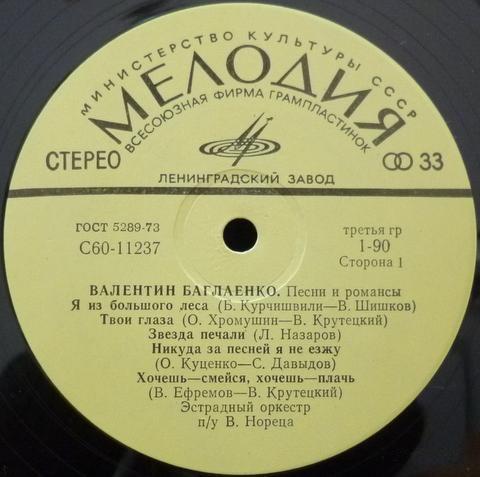 МИНИСТЕРСТВО КУЛЬТУРЫ СССР
МЕЛОДИЯ
ВСЕСОЮЗНАЯ ФИРМА ГРАМПЛАСТИНОК
СТЕРЕО
33
ЛЕНИНГРАДСКИЙ ЗАВОД
ГОСТ 5289-73
С60-11237
третья гр
1-90
Сторона 1
ВАЛЕНТИН БАГЛАЕНКО. Песни и романсы
Я из большого леса (Б. Курчишвили—В. Шишков)
Твои глаза (О. Хромушин—В. Крутецкий)
Звезда печали (Л. Назаров)
Никуда за песней я не езжу
(О. Куценко—С. Давыдов)
Хочешь—смейся, хочешь—плачь
(В. Ефремов—В. Крутецкий)
Эстрадный оркестр
п/у В. Нореца